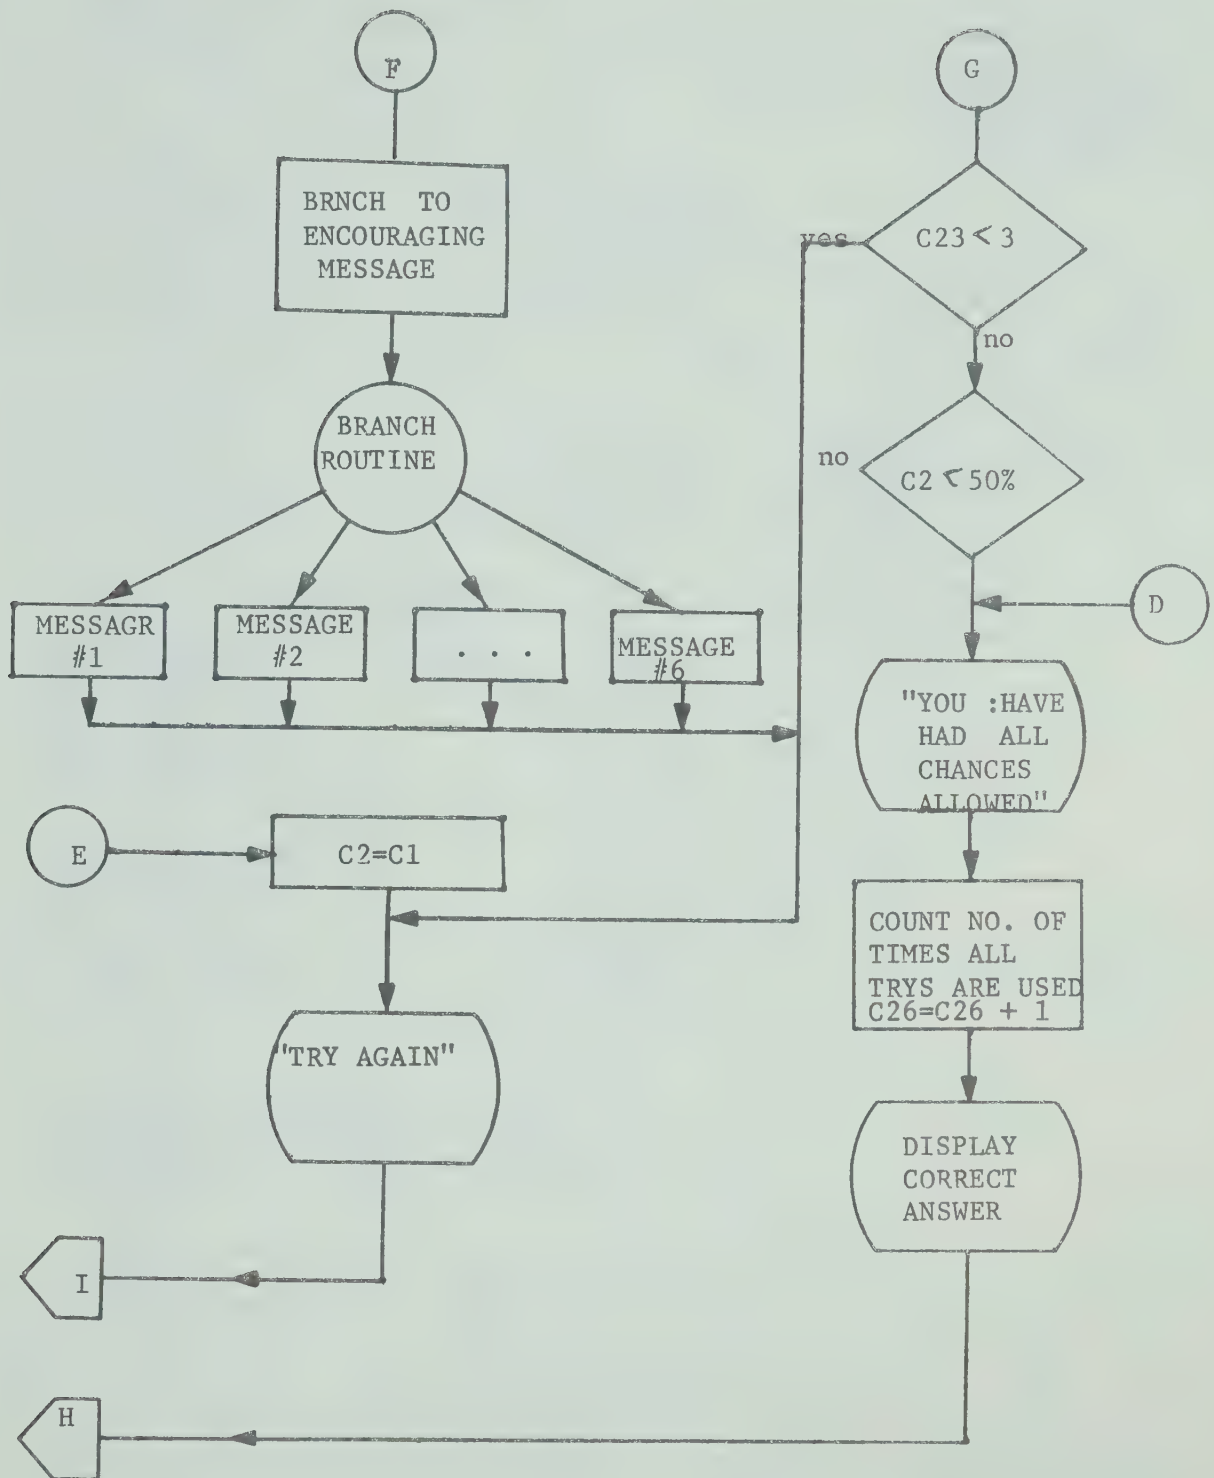 F
BRNCH TO
ENCOURAGING
MESSAGE
BRANCH
ROUTINE
MESSAGR
#1
MESSAGE
#2
. . .
MESSAGE
#6
E
C2=C1
"TRY AGAIN"
I
H
G
yes
C23 < 3
no
no
C2 < 50%
D
"YOU :HAVE
HAD ALL
CHANCES
ALLOWED"
COUNT NO. OF
TIMES ALL
TRYS ARE USED
C26=C26 + 1
DISPLAY
CORRECT
ANSWER